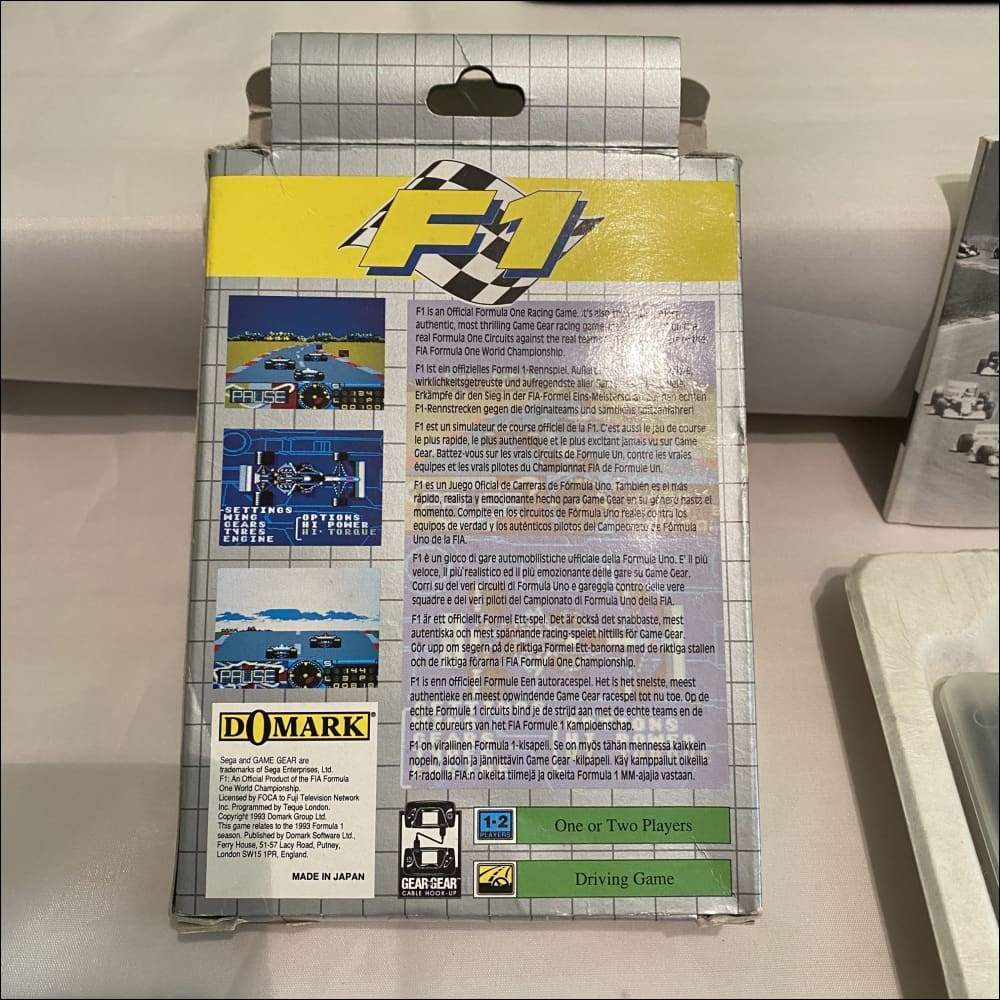 F1
F1 is an Official Formula One Racing Game. It's also the
authentic, most thrilling Game Gear racing game
real Formula One Circuits against the real teams the
FIA Formula One World Championship.
F1 ist ein offizielles Formel 1-Rennspiel.
wirklichkeitsgetreuste und aufregendste aller
Erkämpfe dir den Sieg in der FIA-Formel Eins-Meisterschaft echten
F1-Rennstrecken gegen die Originalteams und sämtliche Spitzenfahrer!
F1 est un simulateur de course officiel de la F1. C'est aussi le jeu de course
le plus rapide, le plus authentique et le plus excitant jamais vu sur Game
Gear. Battez-vous sur les vrais circuits de Formule Un, contre les vraies
équipes et les vrais pilotes du Championnat FIA de Formule Un.
F1 es un Juego Oficial de Carreras de Fórmula Uno. También es el más
rápido, realista y emocionante hecho para Game Gear en su género hasta el
momento. Compite en los circuitos de Fórmula Uno reales contra los
equipos de verdad y los auténticos pilotos del Campeonato de Fórmula
Uno de la FIA.
F1 è un gioco di gare automobilistiche ufficiale della Formula Uno. E' il più
veloce, il più realistico ed il più emozionante delle gare su Game Gear.
Corri su dei veri circuiti di Formula Uno e gareggia contro delle vere
squadre e dei veri piloti del Campionato di Formula Uno della FIA.
F1 är ett officiellt Formel Ett-spel. Det är också det snabbaste, mest
autentiska och mest spännande racing-spelet hittills för Game Gear.
Gör upp om segern på de riktiga Formel Ett-banorna med de riktiga stallen
och de riktiga förarna i FIA Formula One Championship.
F1 is enn officieel Formule Een autoracespel. Het is het snelste, meest
authentieke en meest opwindende Game Gear racespel tot nu toe. Op de
echte Formule 1 circuits bind je de strijd aan met de echte teams en de
echte coureurs van het FIA Formule 1 Kampioenschap.
F1 on virallinen Formula 1-kisapeli. Se on myös tähän mennessä kaikkein
nopein, aidoin ja jännittävin Game Gear -kilpapeli. Käy kamppailut oikeilla
F1-radoilla FIA:n oikeita tiimejä ja oikeita Formula 1 MM-ajajia vastaan.
PAUSE
SETTINGS
WING
GEARS
TYRES
ENGINE
OPTIONS
HI POWER
HI-TORQUE
PAUSE
DOMARK®
Sega and GAME GEAR are
trademarks of Sega Enterprises, Ltd.
F1: An Official Product of the FIA Formula
One World Championship.
Licensed by FOCA to Fuji Television Network
Inc. Programmed by Teque London.
Copyright 1993 Domark Group Ltd.
This game relates to the 1993 Formula 1
season. Published by Domark Software Ltd.,
Ferry House, 51-57 Lacy Road, Putney,
London SW15 1PR, England.
MADE IN JAPAN
GEAR-GEAR™
CABLE HOOK-UP
1-2
PLAYERS
One or Two Players
Driving Game